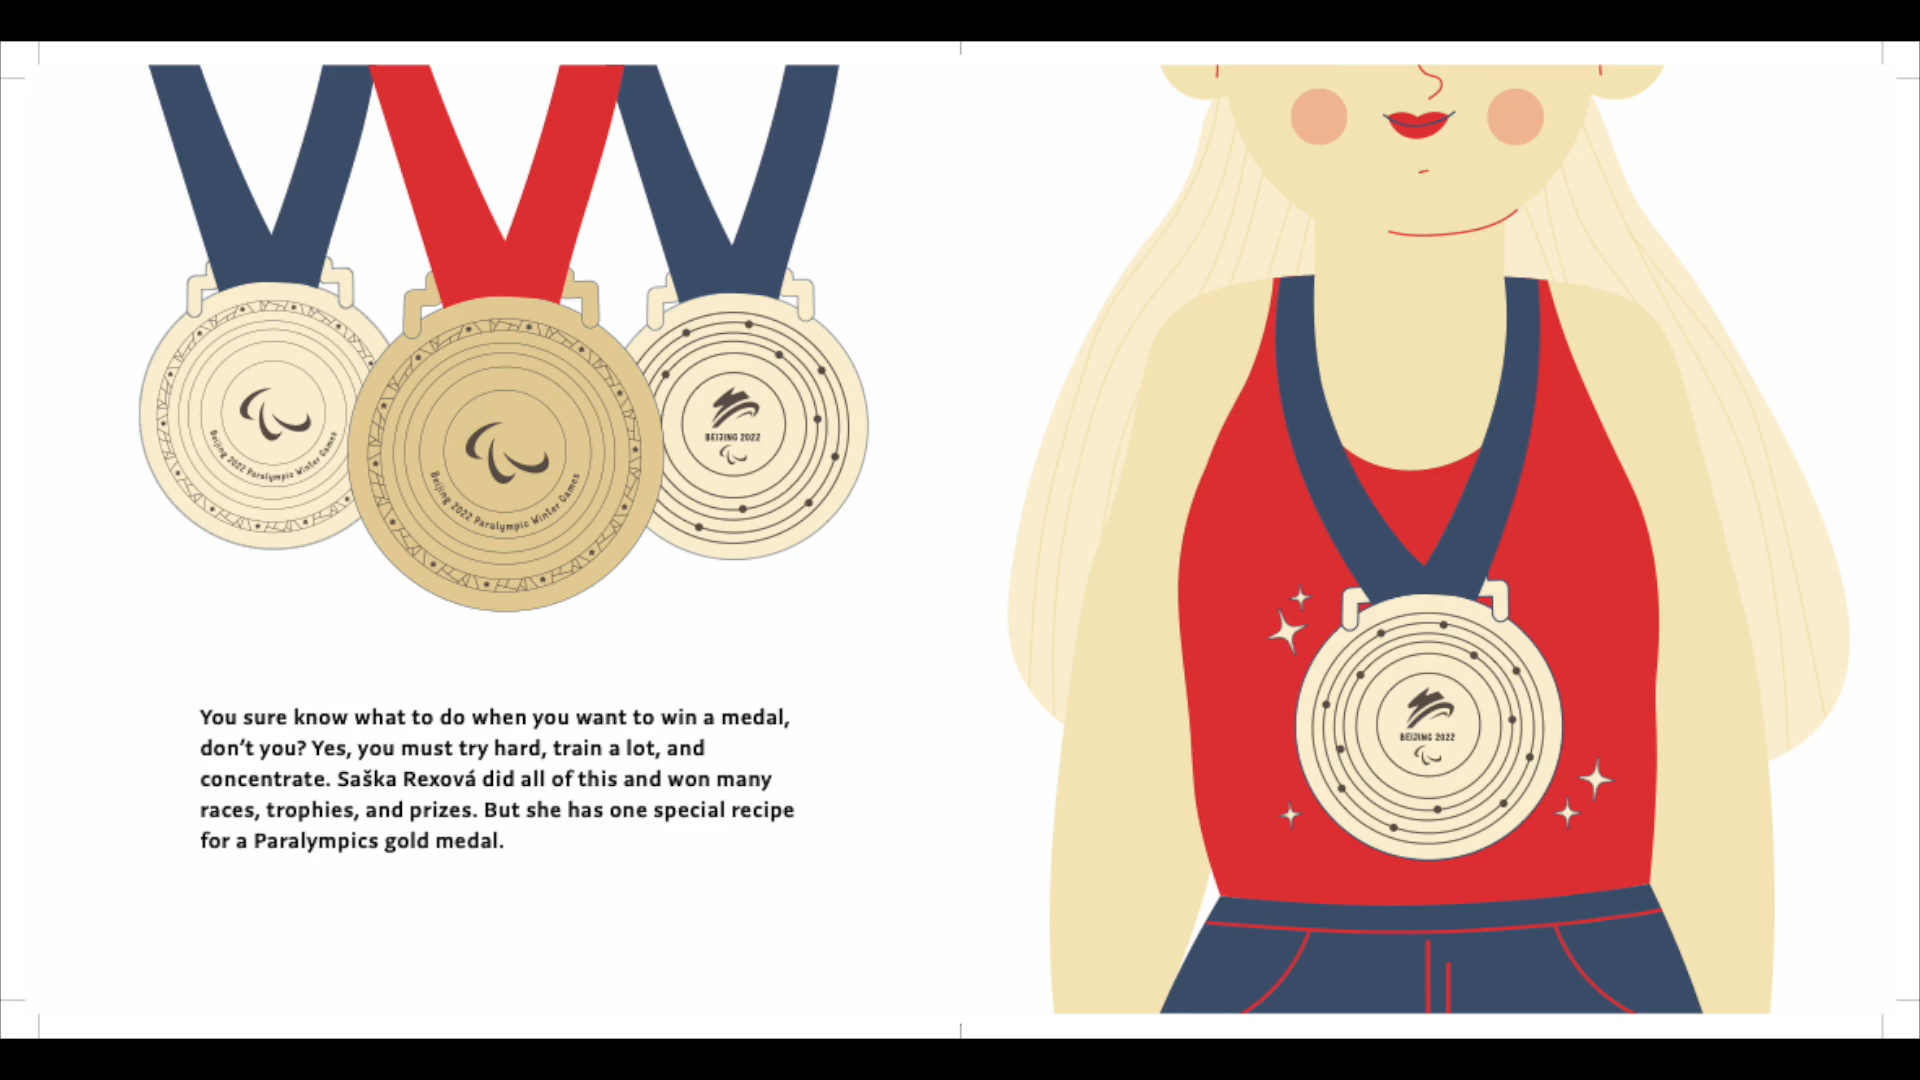 Beijing 2022 Paralympic Winter Games
Beijing 2022 Paralympic Winter Games
BEIJING 2022
You sure know what to do when you want to win a medal,
don't you? Yes, you must try hard, train a lot, and
concentrate. Saška Rexová did all of this and won many
races, trophies, and prizes. But she has one special recipe
for a Paralympics gold medal.
BEIJING 2022